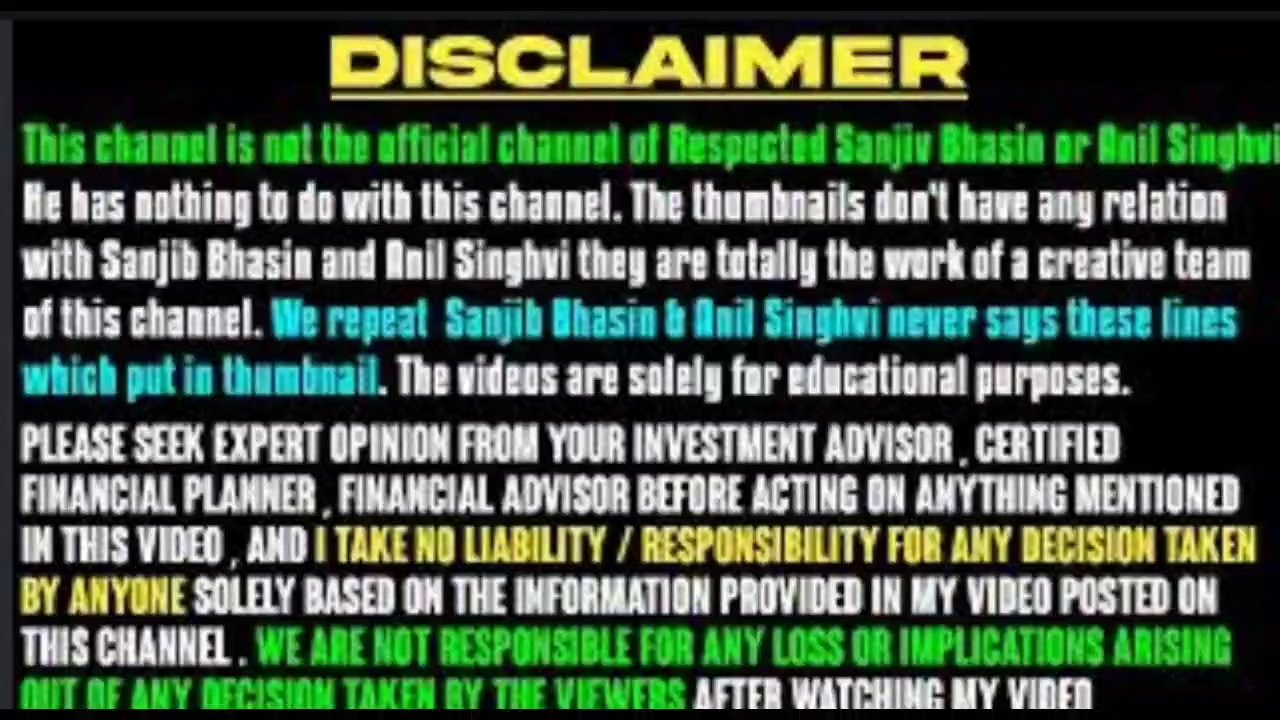 DISCLAIMER
This channel is not the official channel of Respected Sanjiv Bhasin or Anil Singhvi
He has nothing to do with this channel. The thumbnails don't have any relation
with Sanjib Bhasin and Anil Singhvi they are totally the work of a creative team
of this channel. We repeat Sanjib Bhasin & Anil Singhvi never says these lines
which put in thumbnail. The videos are solely for educational purposes.
PLEASE SEEK EXPERT OPINION FROM YOUR INVESTMENT ADVISOR , CERTIFIED
FINANCIAL PLANNER , FINANCIAL ADVISOR BEFORE ACTING ON ANYTHING MENTIONED
IN THIS VIDEO , AND I TAKE NO LIABILITY / RESPONSIBILITY FOR ANY DECISION TAKEN
BY ANYONE SOLELY BASED ON THE INFORMATION PROVIDED IN MY VIDEO POSTED ON
THIS CHANNEL . WE ARE NOT RESPONSIBLE FOR ANY LOSS OR IMPLICATIONS ARISING
OUT OF ANY DECISION TAKEN BY THE VIEWERS AFTER WATCHING MY VIDEO